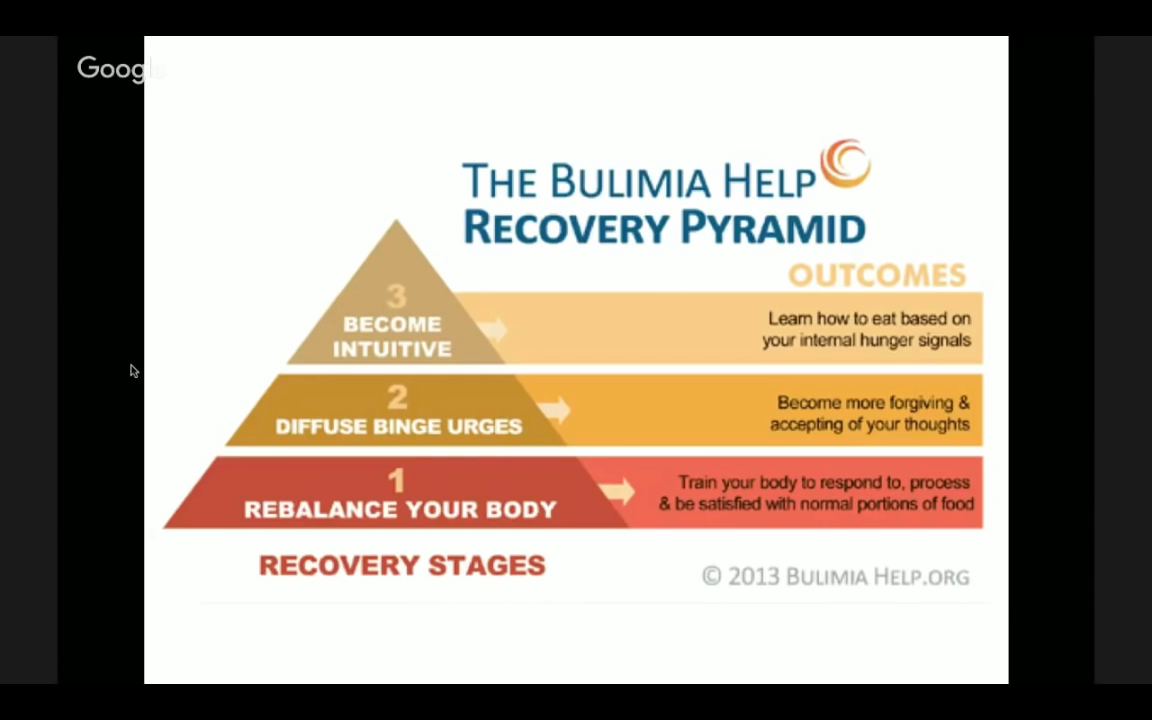 Google
THE BULIMIA HELP
RECOVERY PYRAMID
OUTCOMES
3
BECOME
INTUITIVE
Learn how to eat based on
your internal hunger signals
2
DIFFUSE BINGE URGES
Become more forgiving &
accepting of your thoughts
1
REBALANCE YOUR BODY
Train your body to respond to, process
& be satisfied with normal portions of food
RECOVERY STAGES
© 2013 BULIMIA HELP.ORG